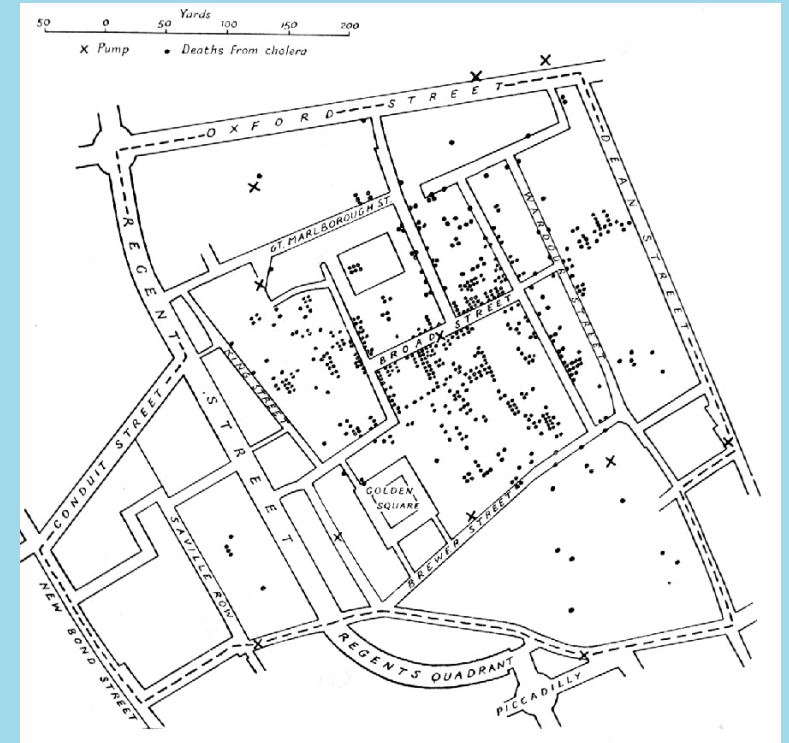 Yards
50 0 50 100 150 200
x Pump • Deaths from cholera
OXFORD STREET
DEAN STREET
REGENT STREET
GT. MARLBOROUGH ST.
WARDOUR STREET
BROAD STREET
KING STREET
CONDUIT STREET
GOLDEN
SQUARE
SAVILLE ROW
BREWER STREET
NEW BOND STREET
REGENTS QUADRANT
PICCADILLY